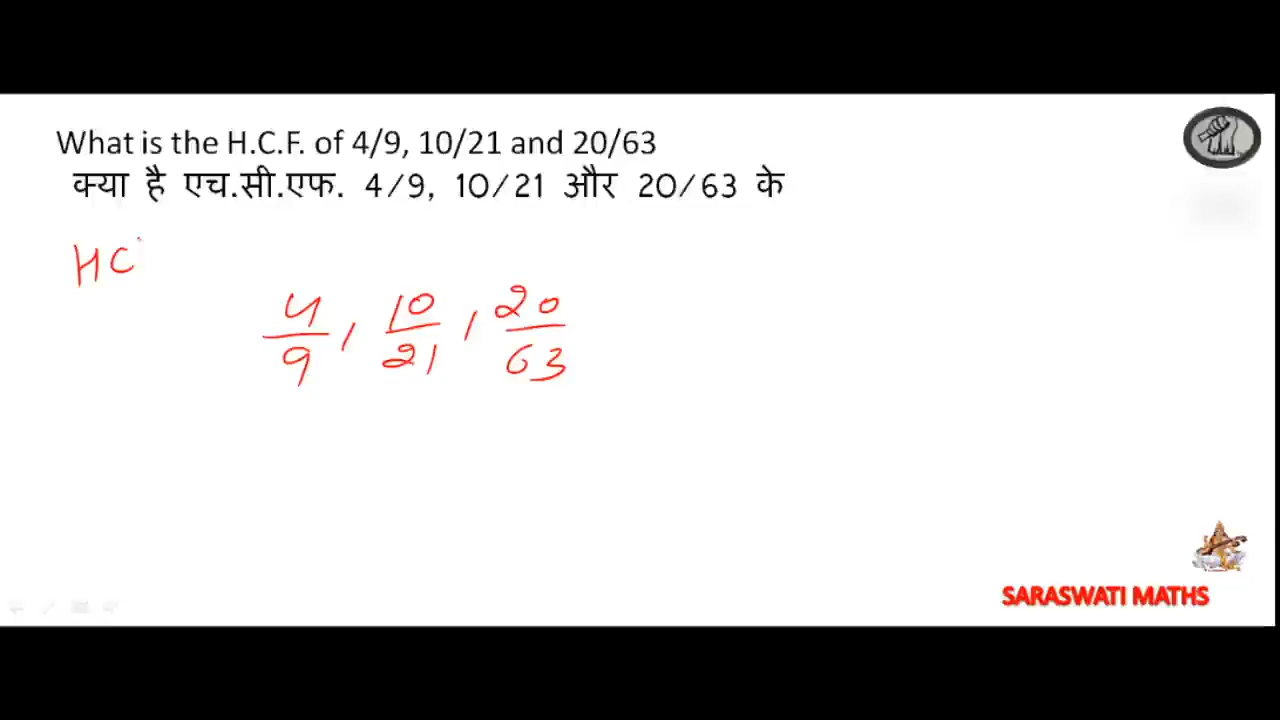 What is the H.C.F. of 4/9, 10/21 and 20/63
क्या है एच.सी.एफ. 4/9, 10/21 और 20/63 के
HC
4/9, 10/21, 20/63
SARASWATI MATHS